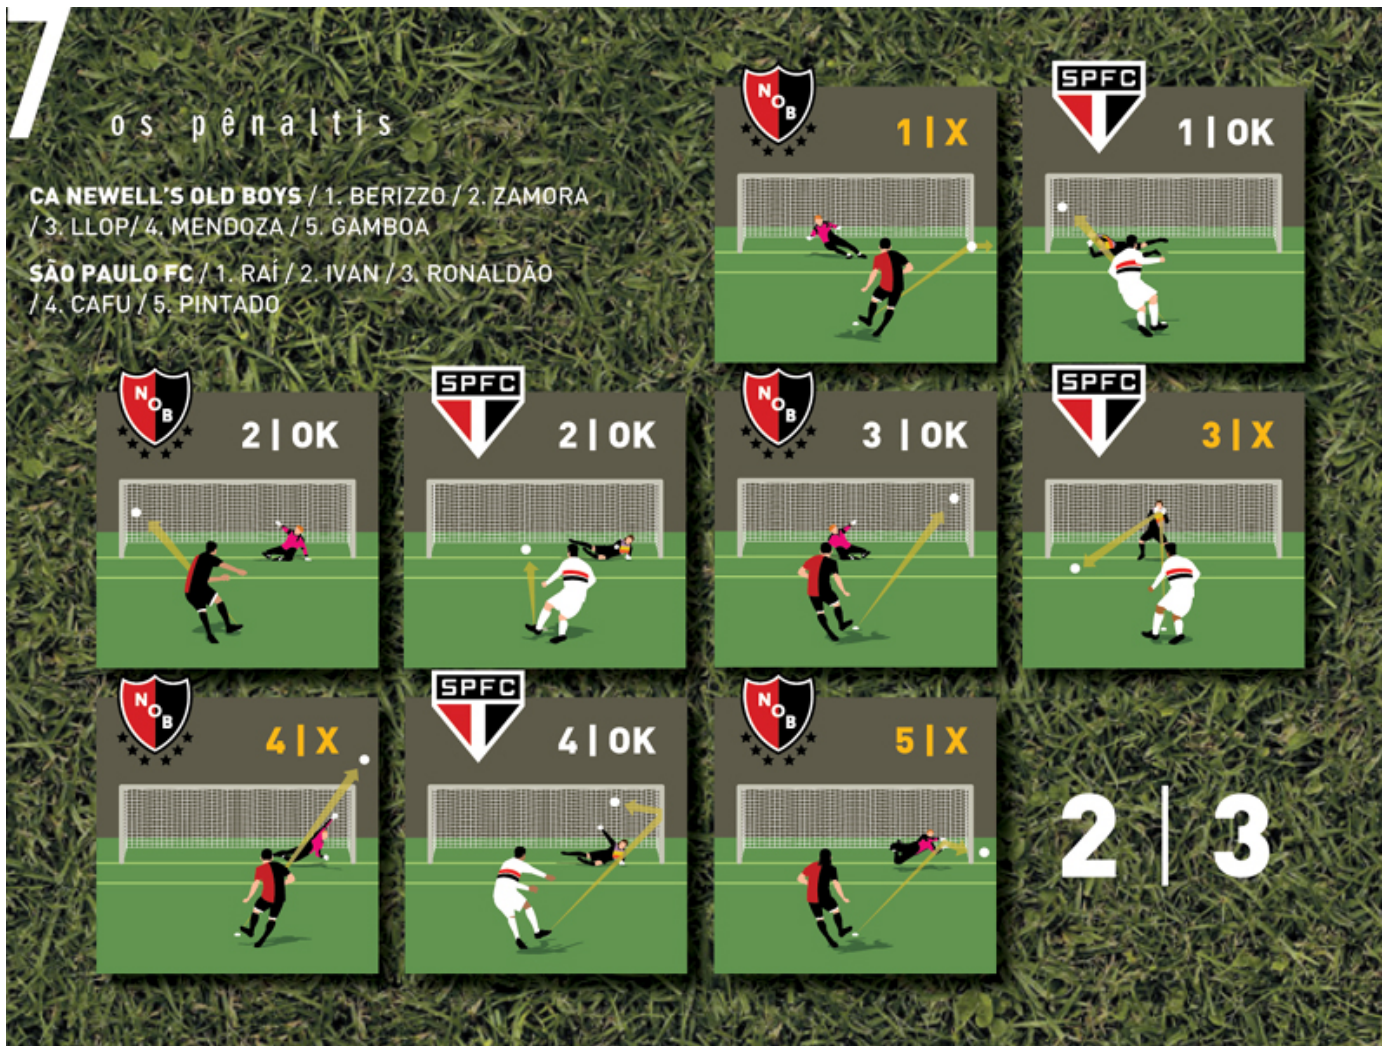 7
os pênaltis
CA NEWELL'S OLD BOYS / 1. BERIZZO / 2. ZAMORA
/ 3. LLOP/ 4. MENDOZA / 5. GAMBOA
SÃO PAULO FC / 1. RAÍ / 2. IVAN / 3. RONALDÃO
/ 4. CAFU / 5. PINTADO
NOB
1 | X
SPFC
1 | OK
NOB
2 | OK
SPFC
2 | OK
NOB
3 | OK
SPFC
3 | X
NOB
4 | X
SPFC
4 | OK
NOB
5 | X
2 | 3